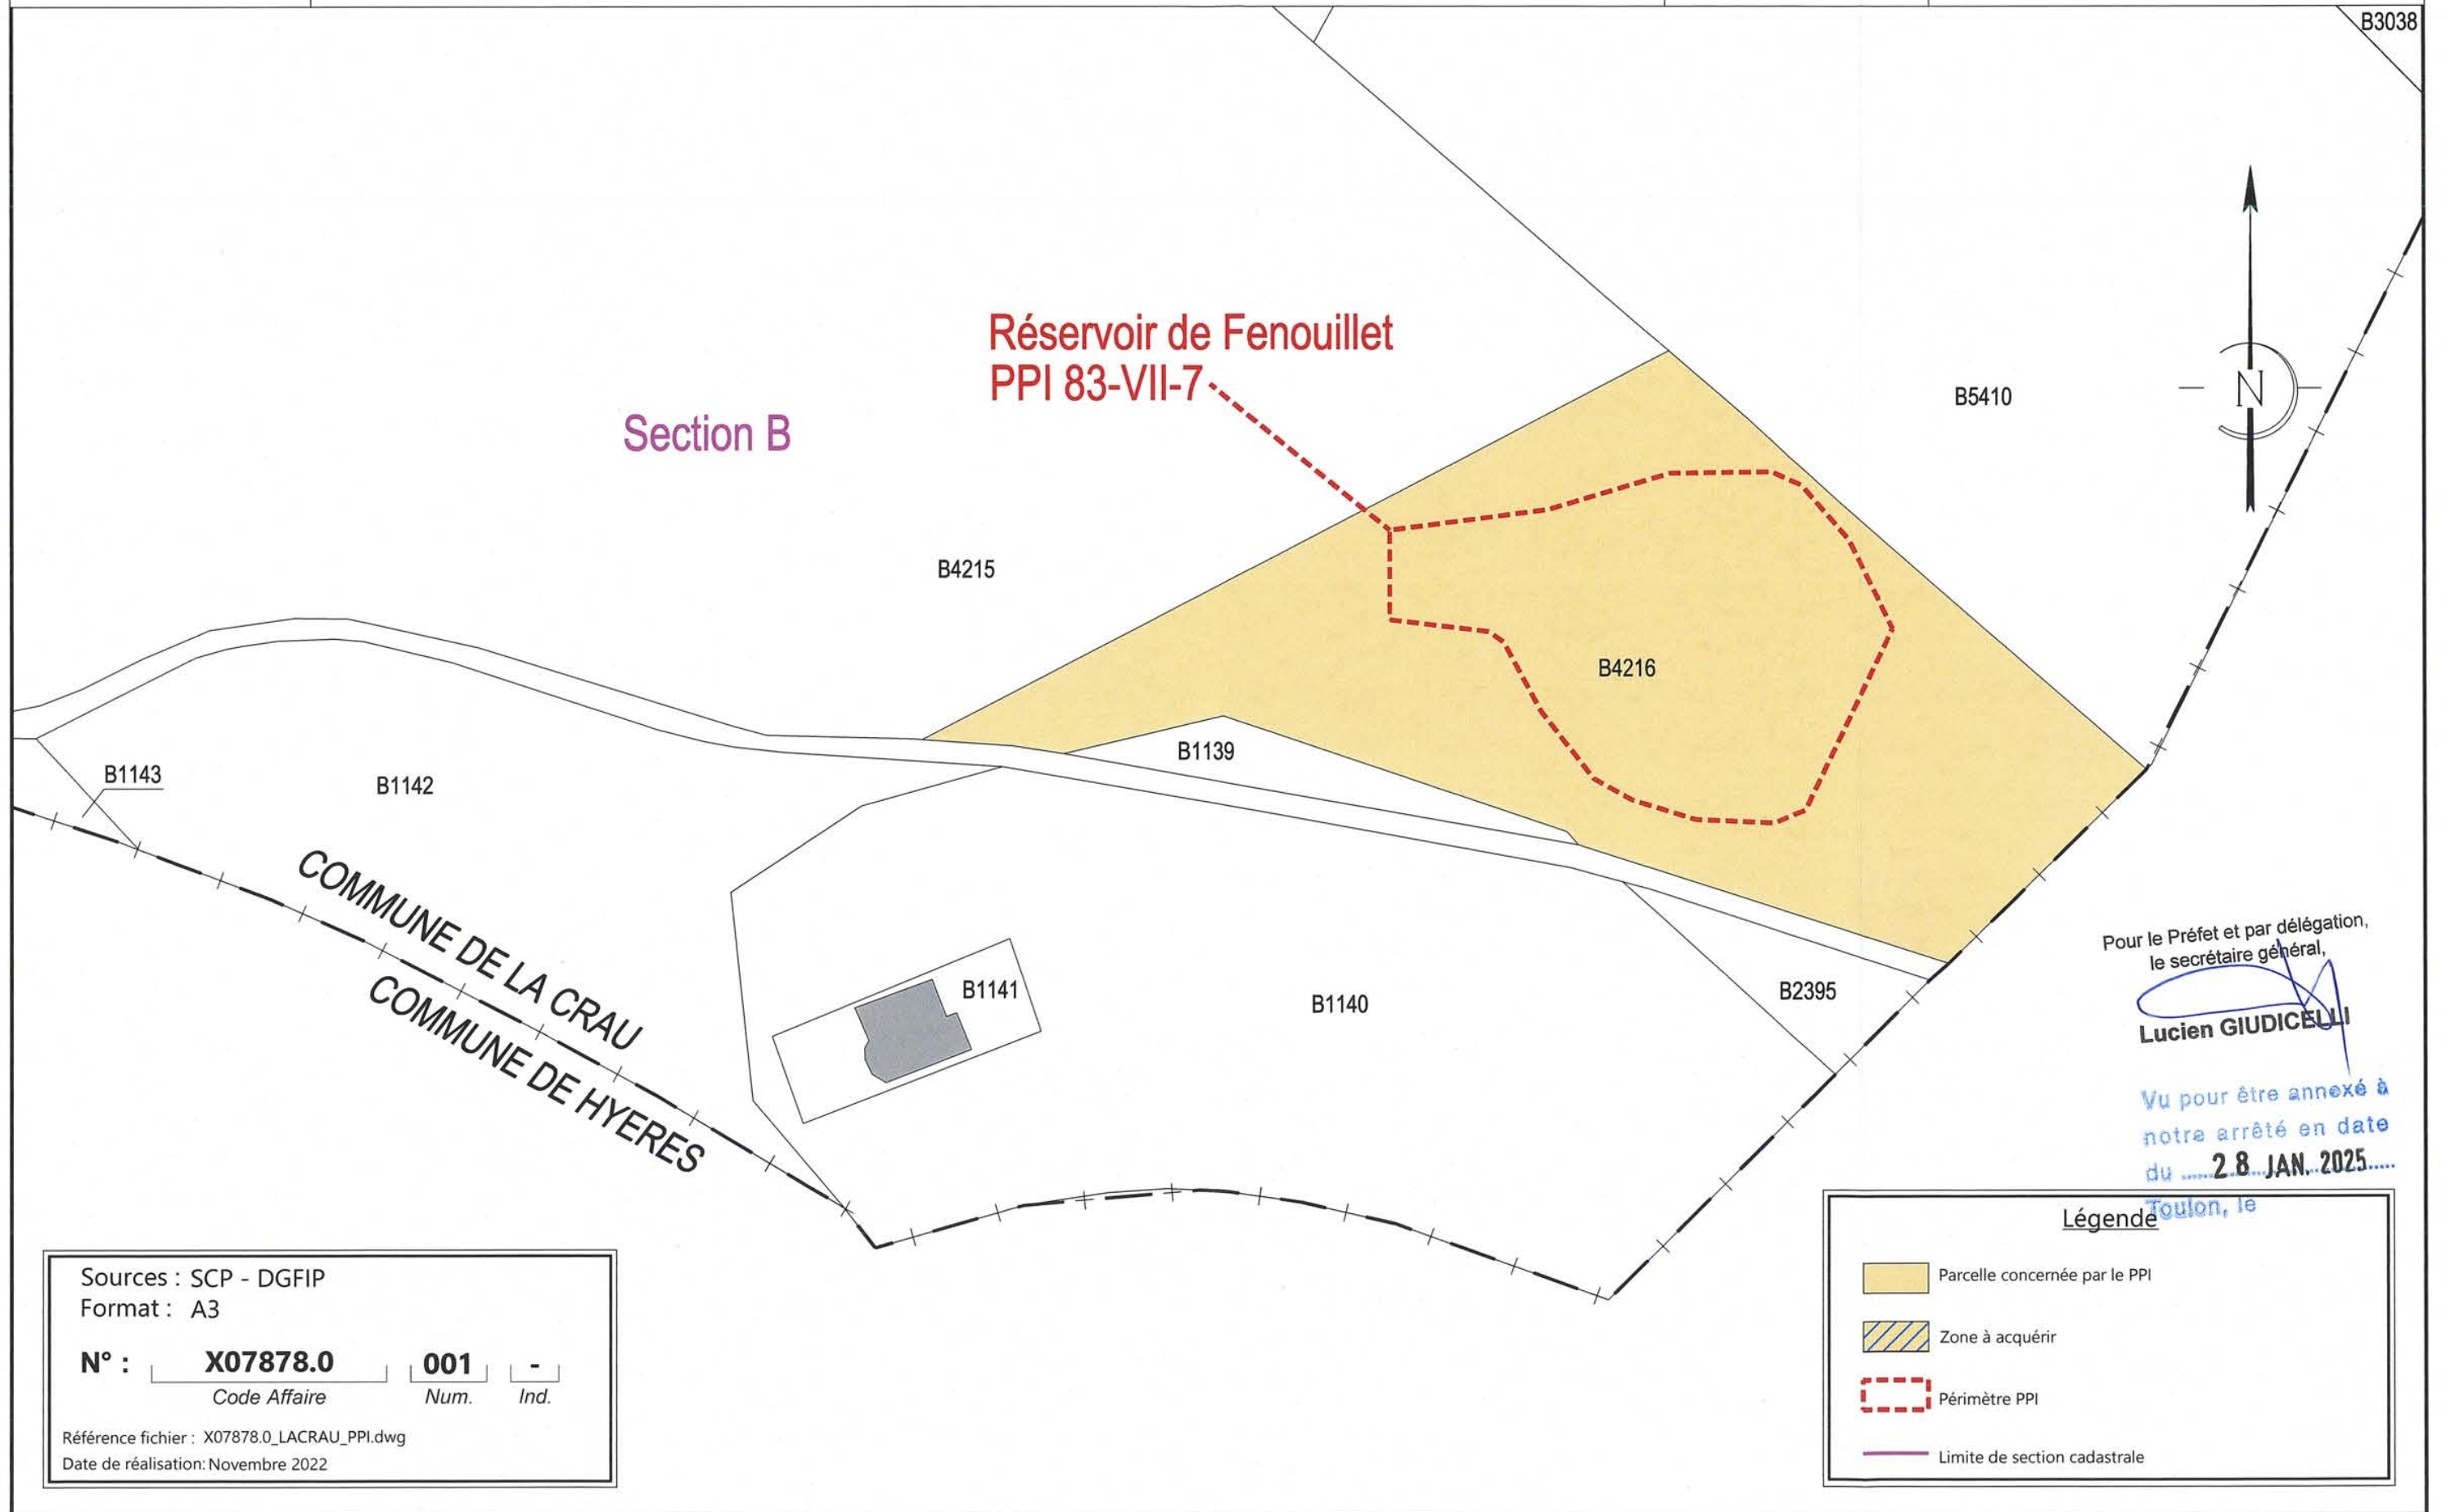 B3038
Réservoir de Fenouillet
PPI 83-VII-7
B5410
N
Section B
B4215
B4216
B1139
B1143
B1142
COMMUNE DE LA CRAU
COMMUNE DE HYERES
B1141
B1140
B2395
Pour le Préfet et par délégation,
le secrétaire général,
Lucien GIUDICELLI
Vu pour être annexé à
notre arrêté en date
du 28 JAN. 2025
Toulon, le
Sources : SCP - DGFIP
Format : A3
N° : X07878.0 001 -
Code Affaire Num. Ind.
Référence fichier : X07878.0_LACRAU_PPI.dwg
Date de réalisation: Novembre 2022
Légende
Parcelle concernée par le PPI
Zone à acquérir
Périmètre PPI
Limite de section cadastrale